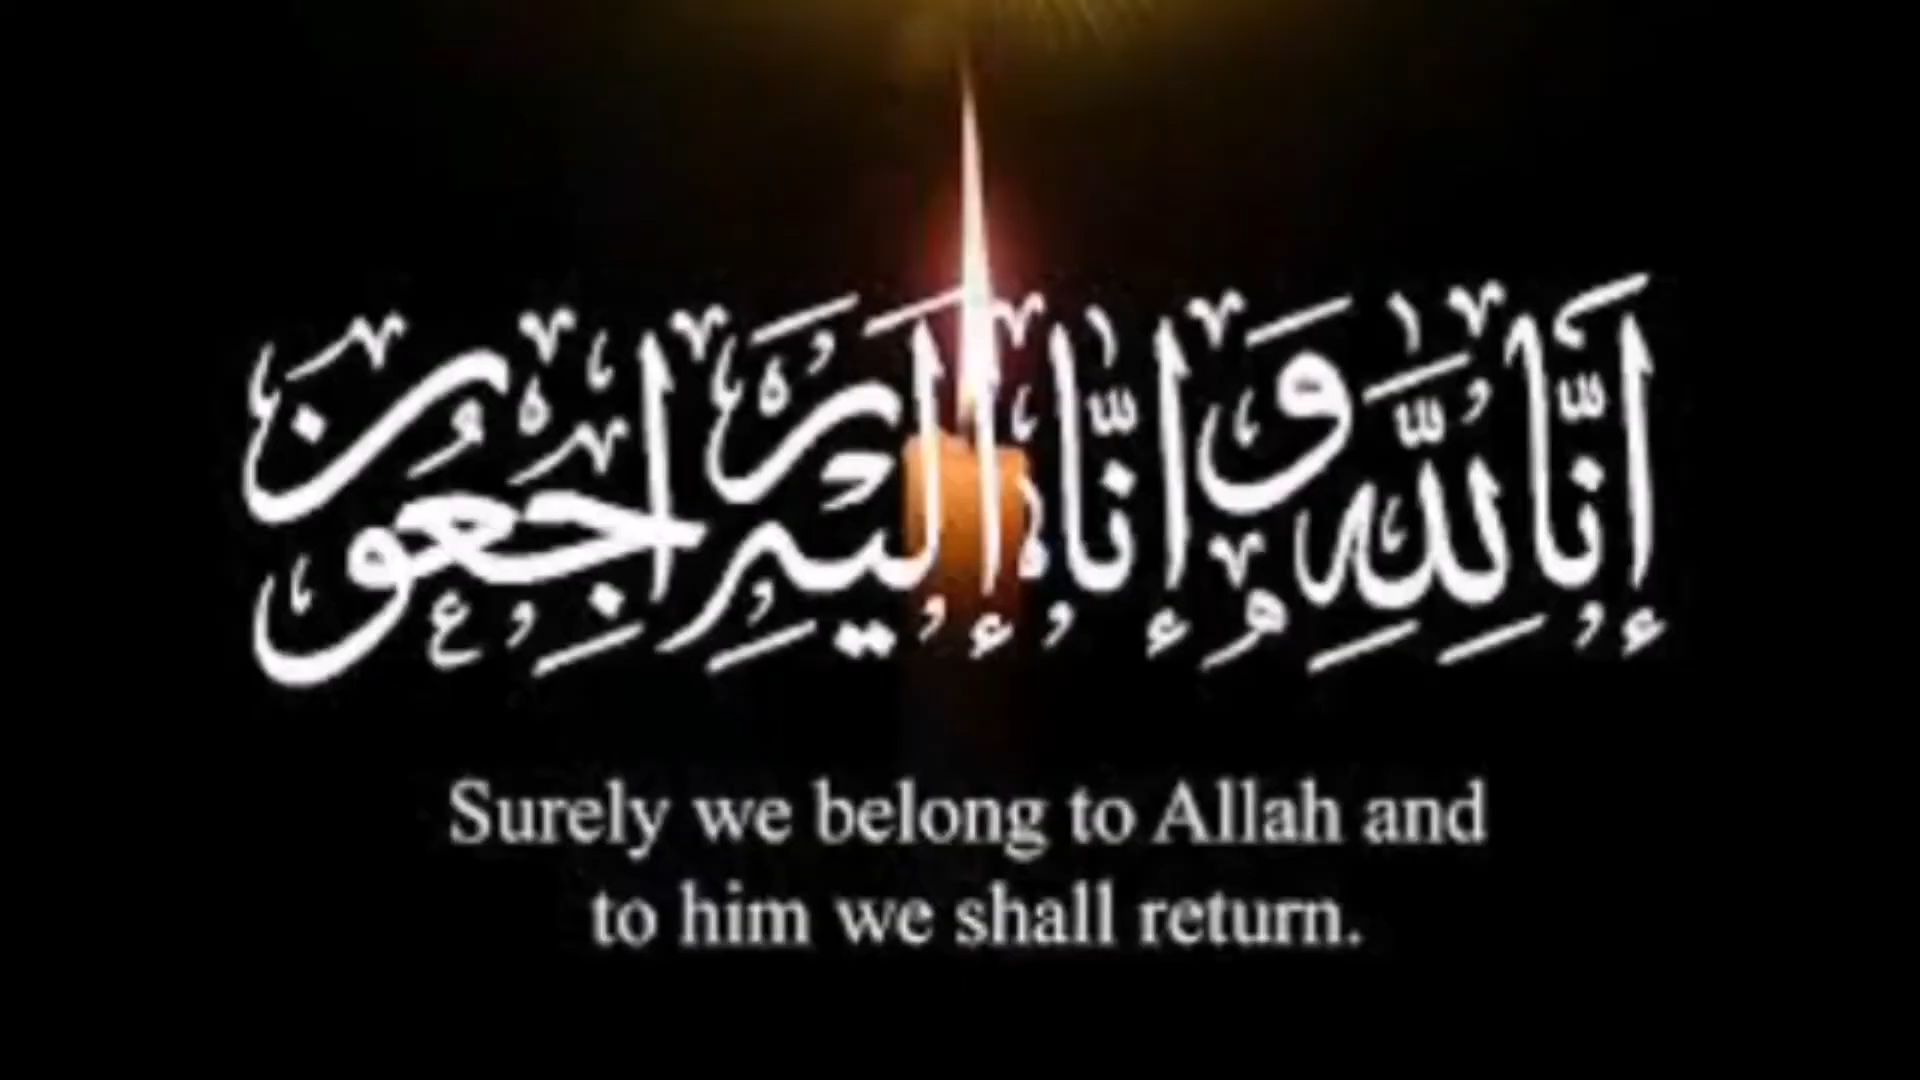 إِنَّا لِلَّهِ وَإِنَّا إِلَيْهِ رَاجِعُونَ
Surely we belong to Allah and
to him we shall return.